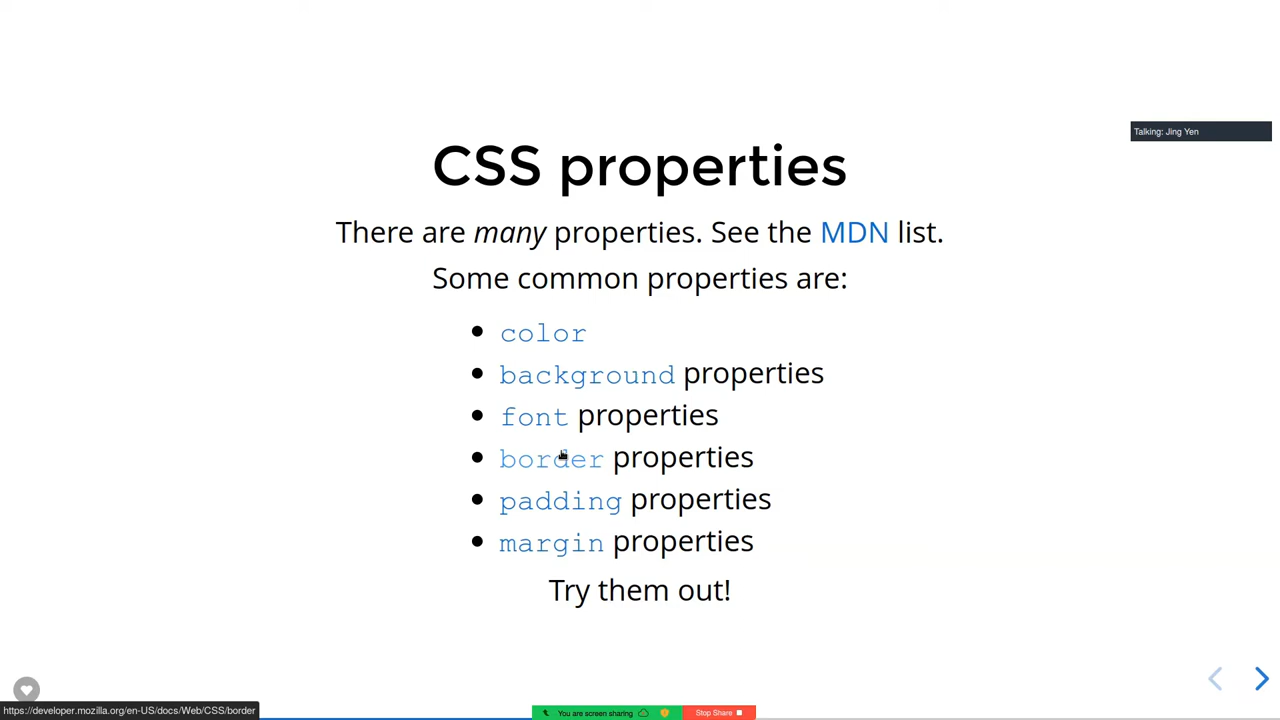 Talking: Jing Yen
CSS properties
There are many properties. See the MDN list.
Some common properties are:
color
background properties
font properties
border properties
padding properties
margin properties
Try them out!
https://developer.mozilla.org/en-US/docs/Web/CSS/border
You are screen sharing
Stop Share